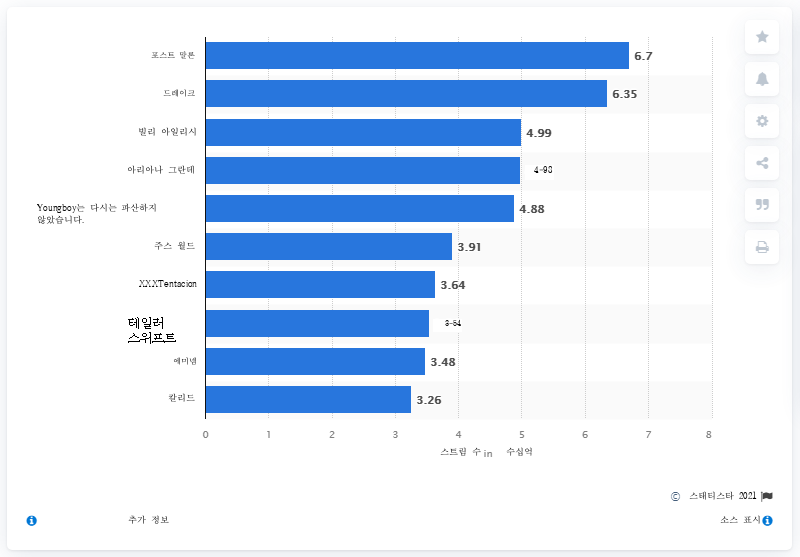 포스트 말론
6.7
드레이크
6.35
빌리 아일리시
4.99
아리아나 그란데
4-98
Youngboy는 다시는 파산하지
않았습니다.
4.88
주스 월드
3.91
XXXTentacion
3.64
테일러
스위프트
3-54
에미넴
3.48
칼리드
3.26
0 1 2 3 4 5 6 7 8
스트림 수 in 수십억
© 스태티스타 2021
추가 정보
소스 표시